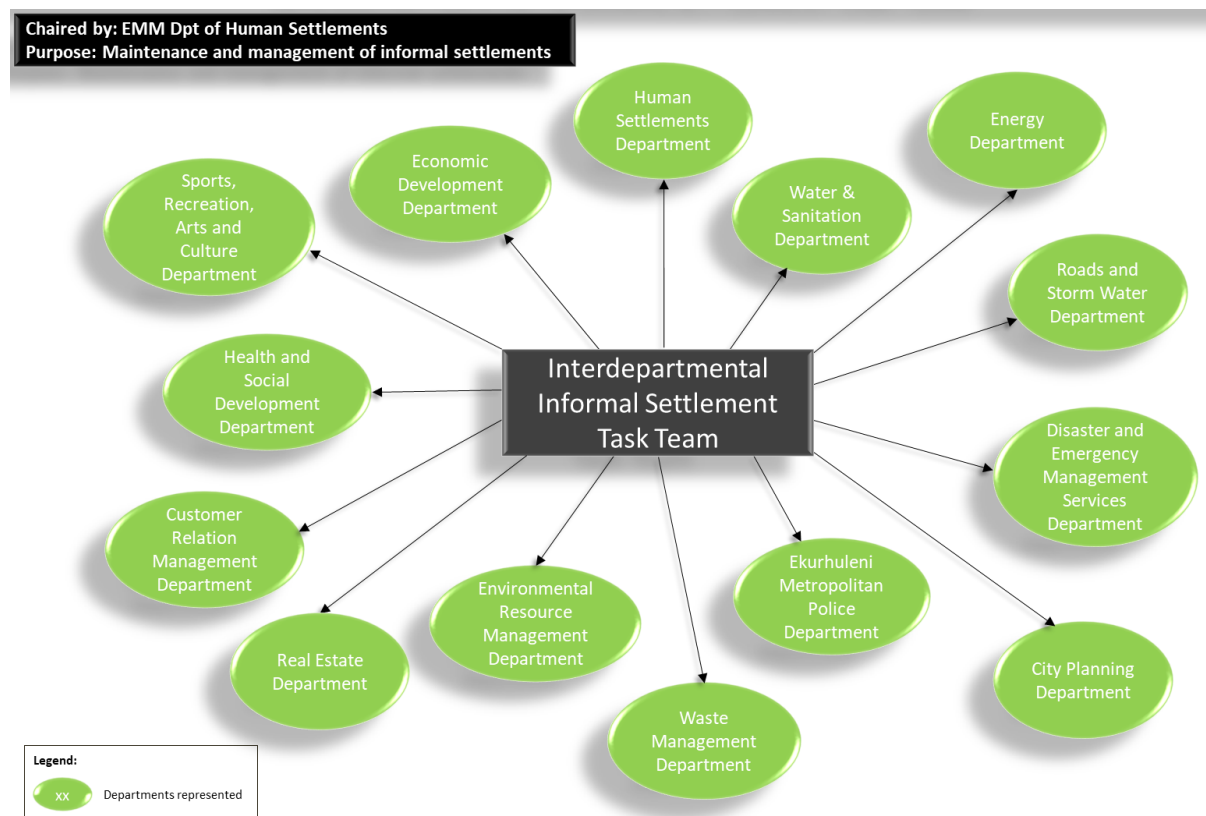 Chaired by: EMM Dpt of Human Settlements
Purpose: Maintenance and management of informal settlements
Human
Settlements
Department
Energy
Department
Economic
Development
Department
Sports,
Recreation,
Arts and
Culture
Department
Water &
Sanitation
Department
Roads and
Storm Water
Department
Interdepartmental
Informal Settlement
Task Team
Health and
Social
Development
Department
Disaster and
Emergency
Management
Services
Department
Customer
Relation
Management
Department
Ekurhuleni
Metropolitan
Police
Department
Environmental
Resource
Management
Department
Real Estate
Department
City Planning
Department
Waste
Management
Department
Legend:
xx Departments represented